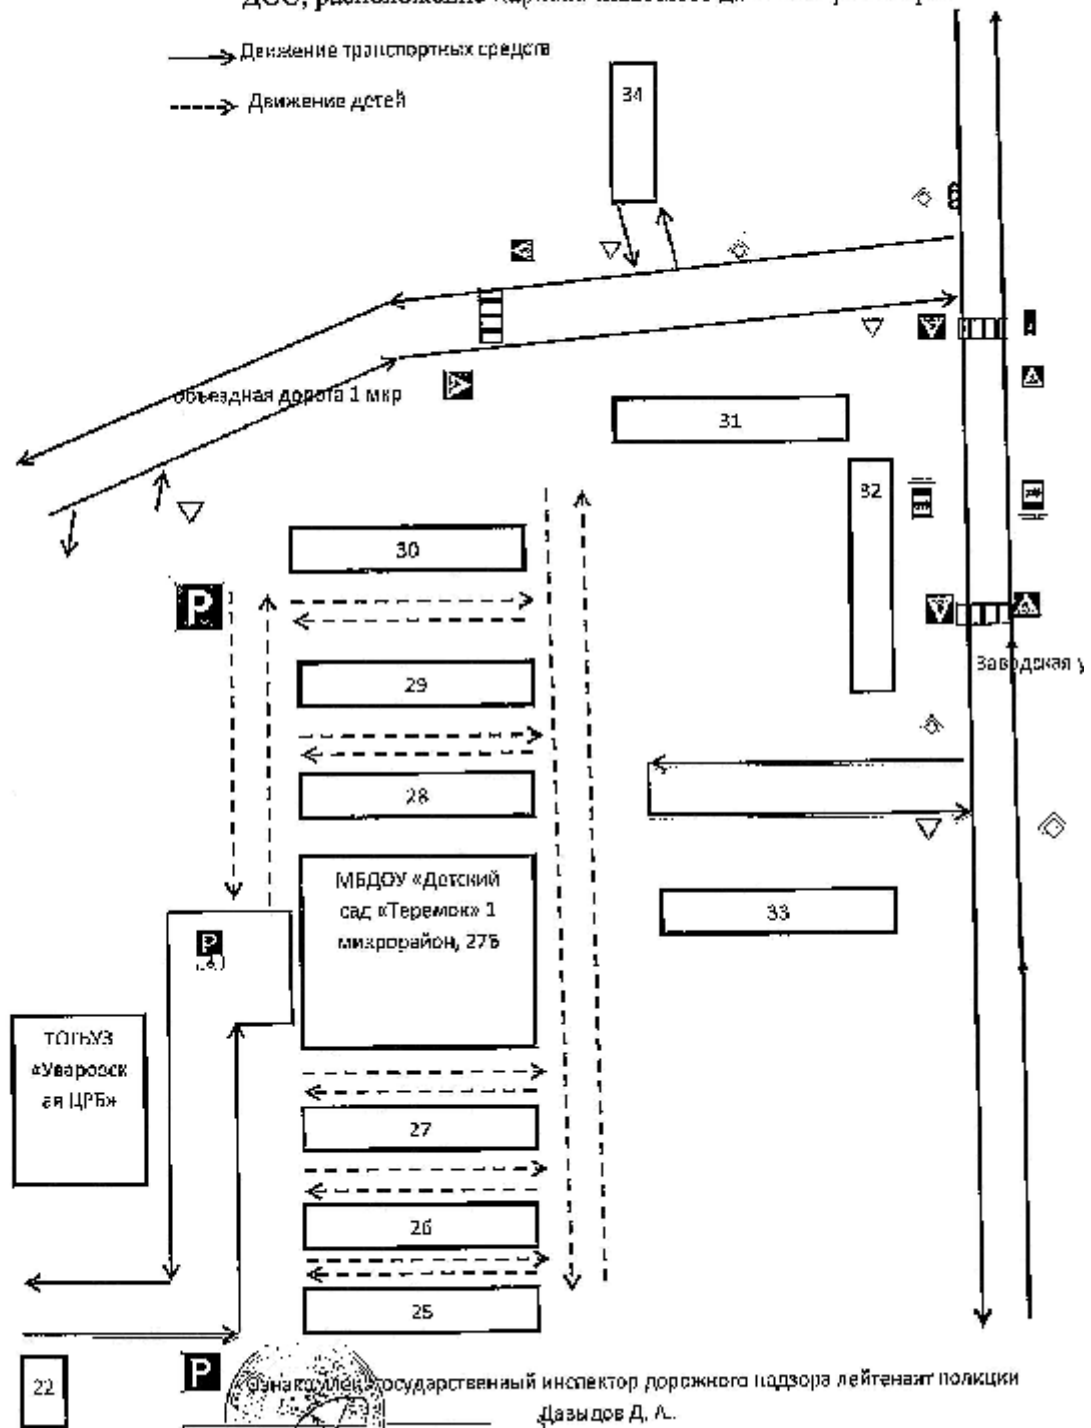 Движение транспортных средств
Движение детей
34
Объездная дорога 1 мкр
31
32
30
P
29
Заводская у
28
МБДОУ «Детский
сад «Теремок» 1
микрорайон, 27Б
33
P
ТОГБУЗ
«Уваровск
ая ЦРБ»
27
26
25
22
P
Ознакомлен государственный инспектор дорожного надзора лейтенант полиции
Давыдов Д. А.